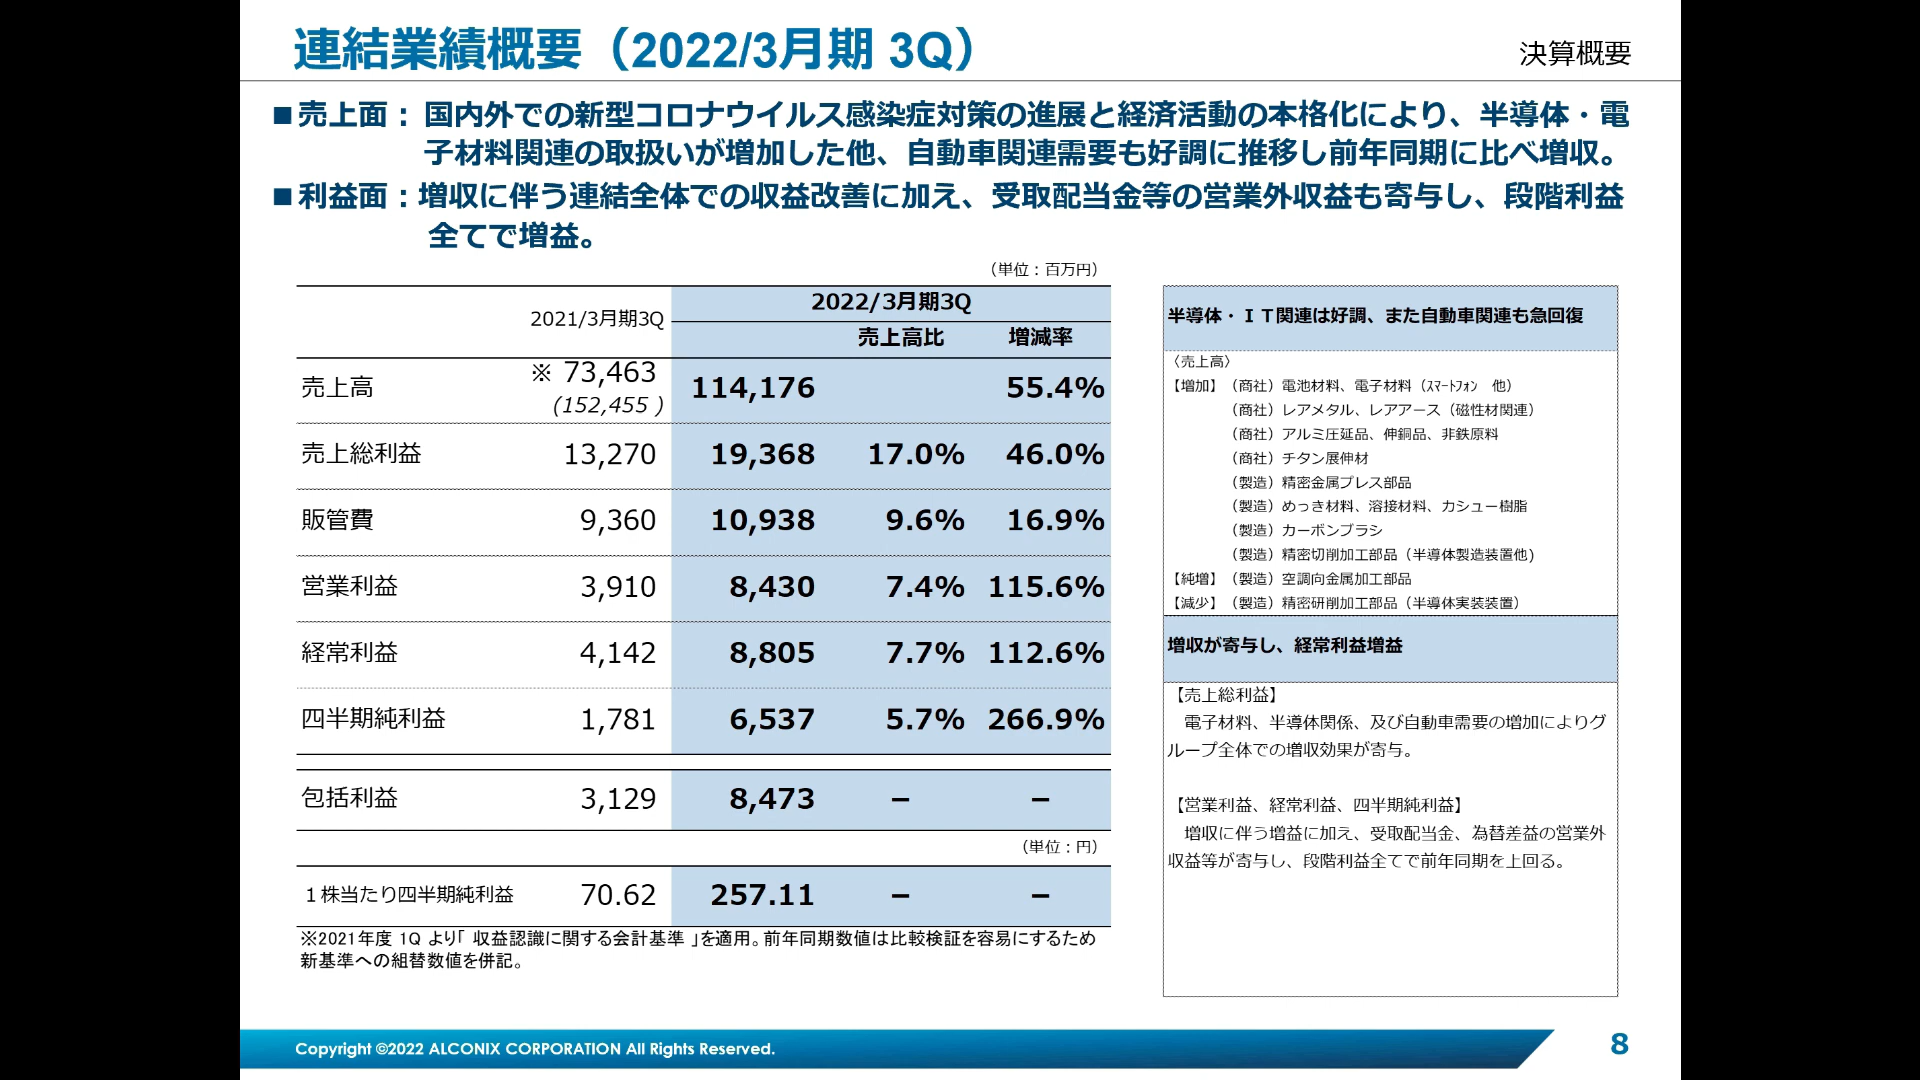 連結業績概要（2022/3月期 3Q）
決算概要
■売上面： 国内外での新型コロナウイルス感染症対策の進展と経済活動の本格化により、半導体・電
子材料関連の取扱いが増加した他、自動車関連需要も好調に推移し前年同期に比べ増収。
■利益面：増収に伴う連結全体での収益改善に加え、受取配当金等の営業外収益も寄与し、段階利益
全てで増益。
（単位：百万円）
2021/3月期3Q 2022/3月期3Q
売上高比 増減率
売上高 ※ 73,463 114,176 55.4%
(152,455 )
売上総利益 13,270 19,368 17.0% 46.0%
販管費 9,360 10,938 9.6% 16.9%
営業利益 3,910 8,430 7.4% 115.6%
経常利益 4,142 8,805 7.7% 112.6%
四半期純利益 1,781 6,537 5.7% 266.9%
包括利益 3,129 8,473 – –
（単位：円）
１株当たり四半期純利益 70.62 257.11 – –
※2021年度 1Q より「 収益認識に関する会計基準 」を適用。前年同期数値は比較検証を容易にするため
新基準への組替数値を併記。
半導体・ＩＴ関連は好調、また自動車関連も急回復
〈売上高〉
【増加】（商社）電池材料、電子材料（ｽﾏｰﾄﾌｫﾝ　他）
（商社）レアメタル、レアアース（磁性材関連）
（商社）アルミ圧延品、伸銅品、非鉄原料
（商社）チタン展伸材
（製造）精密金属プレス部品
（製造）めっき材料、溶接材料、カシュー樹脂
（製造）カーボンブラシ
（製造）精密切削加工部品（半導体製造装置他)
【純増】（製造）空調向金属加工部品
【減少】（製造）精密研削加工部品（半導体実装装置）
増収が寄与し、経常利益増益
【売上総利益】
電子材料、半導体関係、及び自動車需要の増加によりグ
ループ全体での増収効果が寄与。
【営業利益、経常利益、四半期純利益】
増収に伴う増益に加え、受取配当金、為替差益の営業外
収益等が寄与し、段階利益全てで前年同期を上回る。
Copyright ©2022 ALCONIX CORPORATION All Rights Reserved.
8